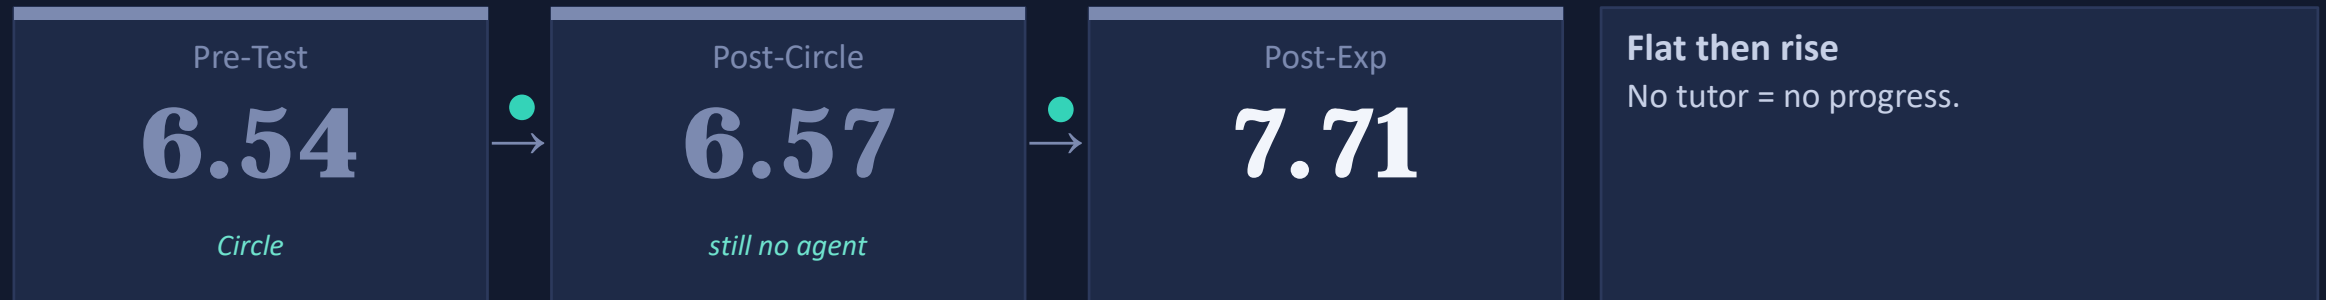 Pre-Test
6.54
Circle
→
Post-Circle
6.57
still no agent
→
Post-Exp
7.71
Flat then rise
No tutor = no progress.